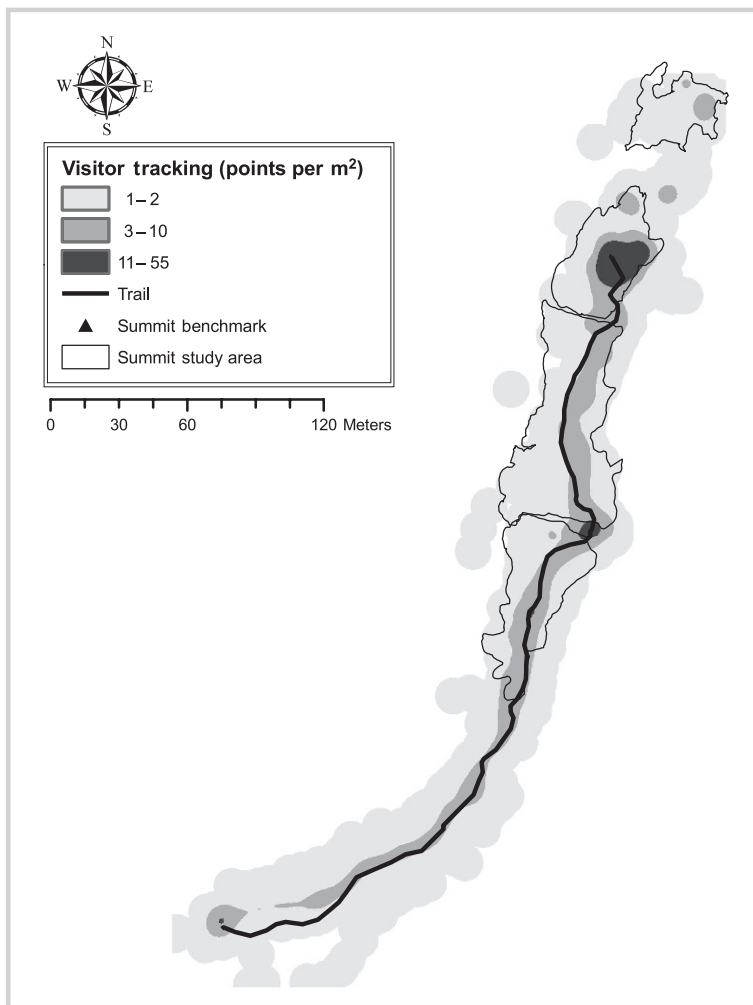 N
W E
S
Visitor tracking (points per m²)
1–2
3–10
11–55
Trail
Summit benchmark
Summit study area
0 30 60 120 Meters